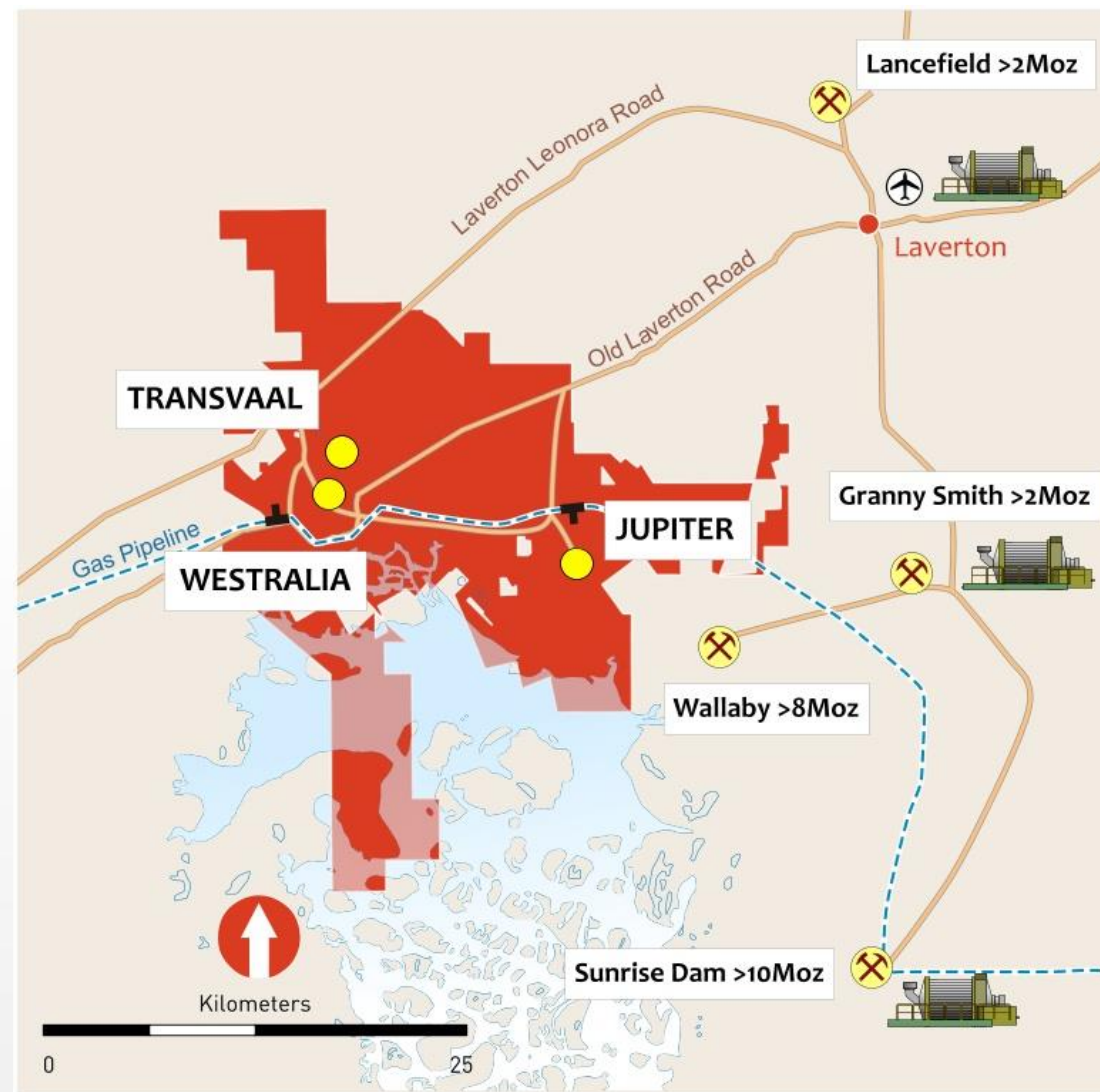 Lancefield >2Moz
Laverton Leonora Road
Laverton
Old Laverton Road
TRANSVAAL
Granny Smith >2Moz
JUPITER
Gas Pipeline
WESTRALIA
Wallaby >8Moz
Sunrise Dam >10Moz
Kilometers
0 25